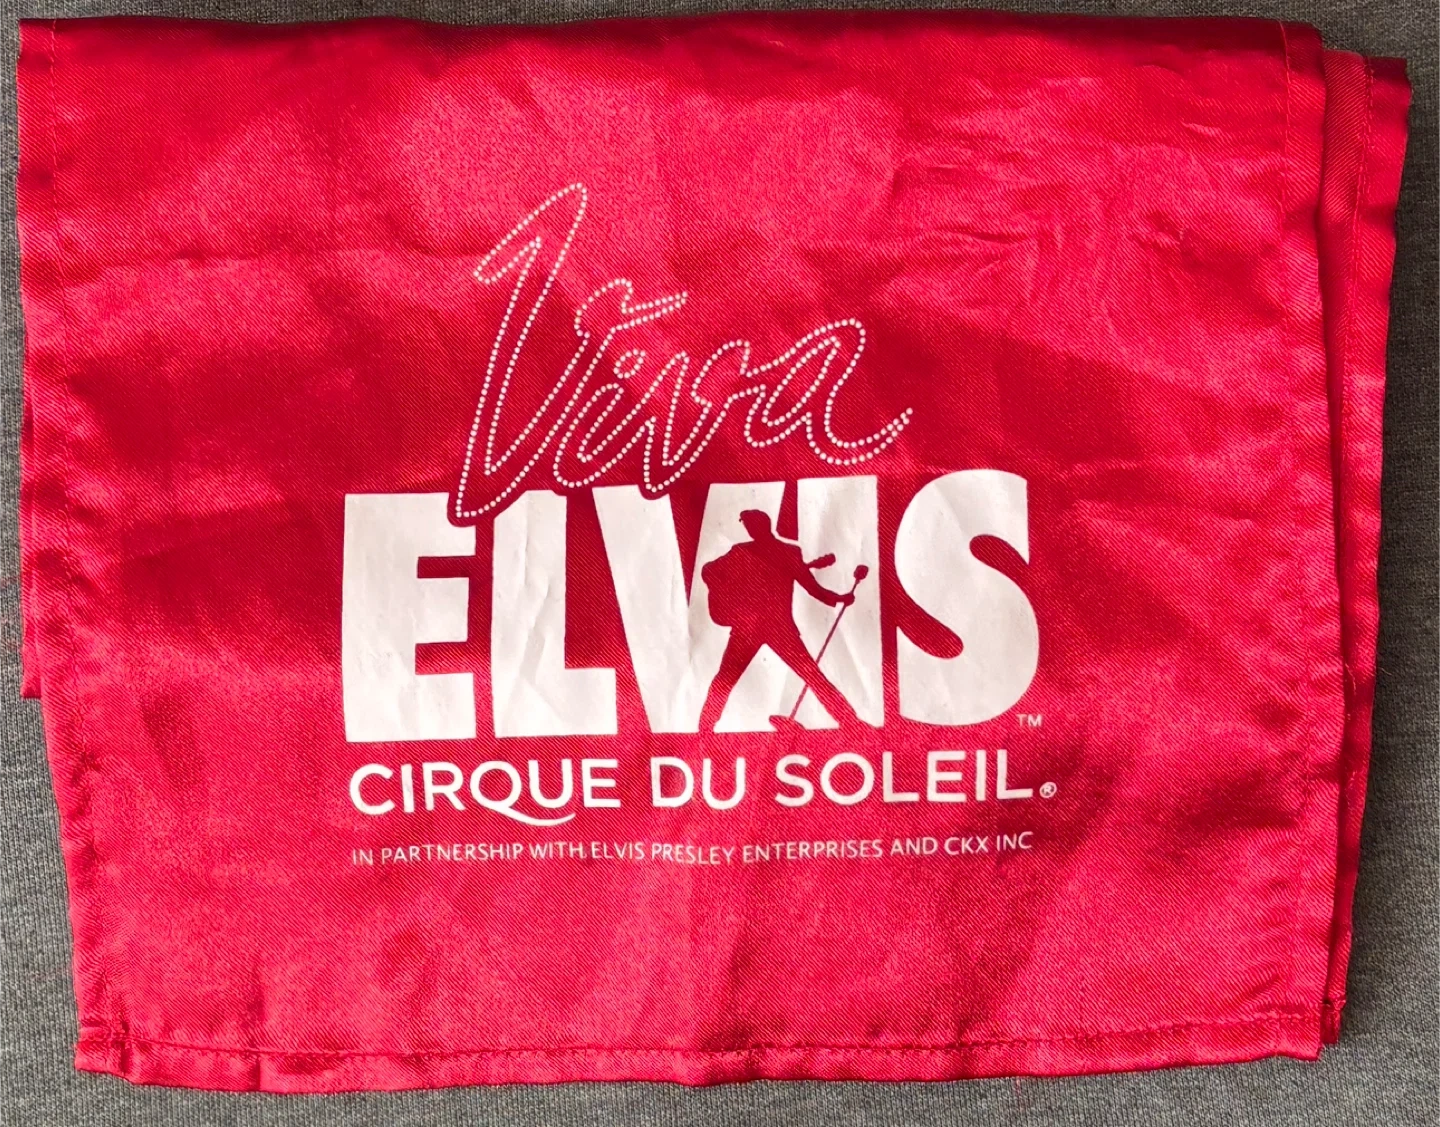 Viva
ELVIS™
CIRQUE DU SOLEIL®
IN PARTNERSHIP WITH ELVIS PRESLEY ENTERPRISES AND CKX INC